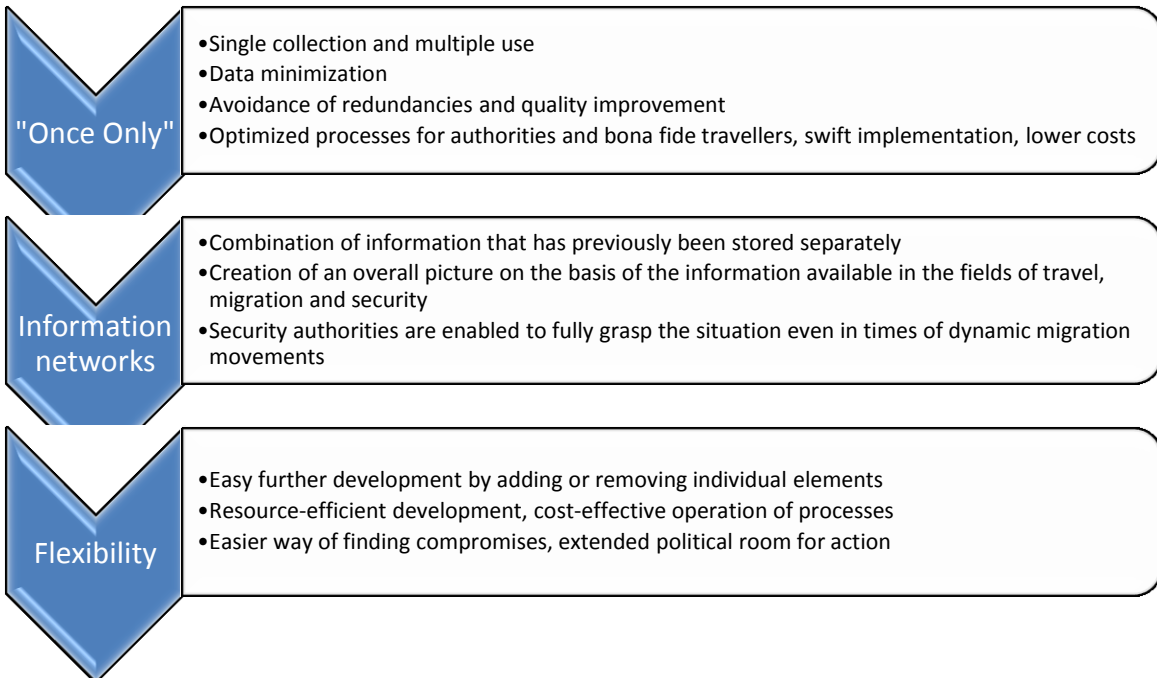 "Once Only"
•Single collection and multiple use
•Data minimization
•Avoidance of redundancies and quality improvement
•Optimized processes for authorities and bona fide travellers, swift implementation, lower costs
Information
networks
•Combination of information that has previously been stored separately
•Creation of an overall picture on the basis of the information available in the fields of travel,
migration and security
•Security authorities are enabled to fully grasp the situation even in times of dynamic migration
movements
Flexibility
•Easy further development by adding or removing individual elements
•Resource-efficient development, cost-effective operation of processes
•Easier way of finding compromises, extended political room for action